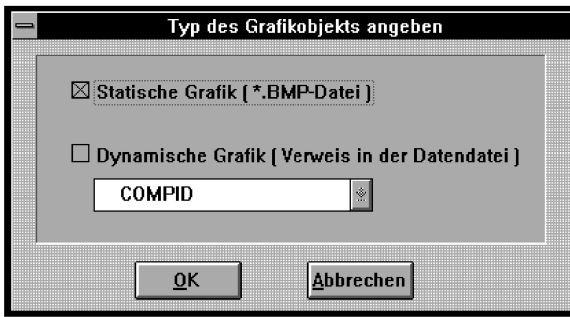 Typ des Grafikobjekts angeben
Statische Grafik ( *.BMP-Datei )
Dynamische Grafik ( Verweis in der Datendatei )
COMPID
OK Abbrechen